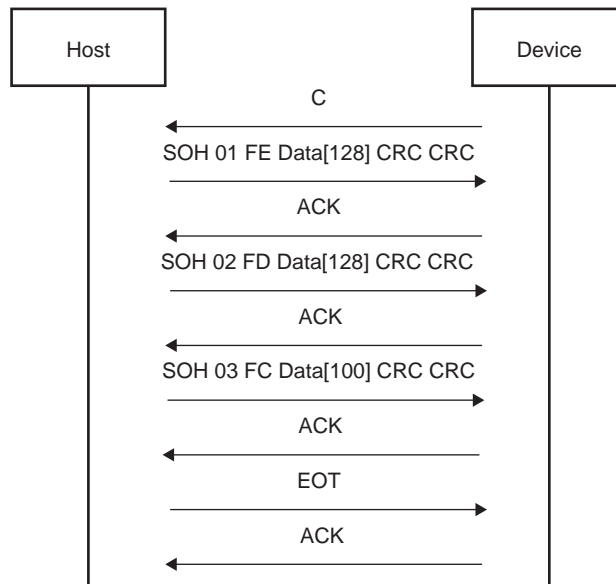 Host
Device
C
SOH 01 FE Data[128] CRC CRC
ACK
SOH 02 FD Data[128] CRC CRC
ACK
SOH 03 FC Data[100] CRC CRC
ACK
EOT
ACK